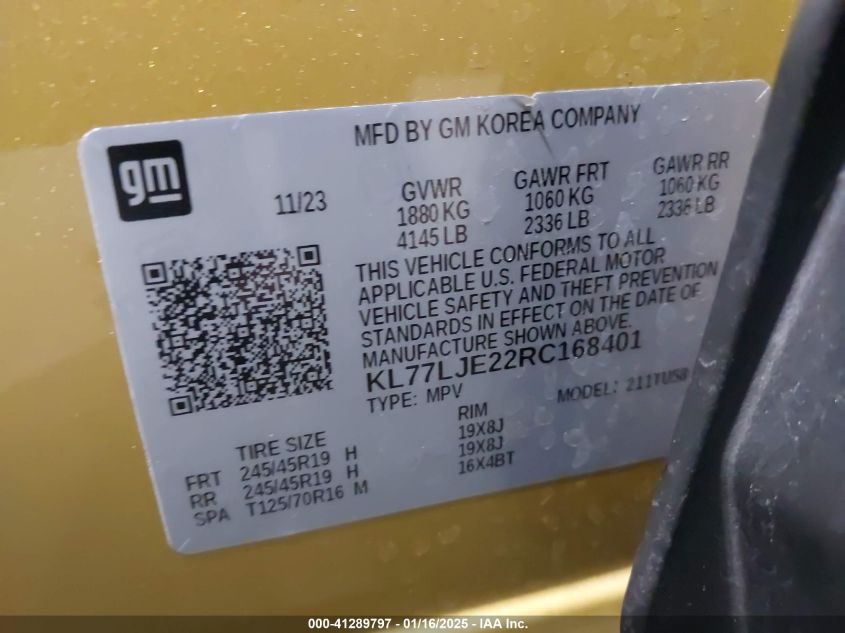 MFD BY GM KOREA COMPANY
gm
11/23
GVWR
1880 KG
4145 LB
GAWR FRT
1060 KG
2336 LB
GAWR RR
1060 KG
2336 LB
THIS VEHICLE CONFORMS TO ALL
APPLICABLE U.S. FEDERAL MOTOR
VEHICLE SAFETY AND THEFT PREVENTION
STANDARDS IN EFFECT ON THE DATE OF
MANUFACTURE SHOWN ABOVE.
KL77LJE22RC168401
TYPE: MPV
MODEL: 211TU58
TIRE SIZE
RIM
FRT 245/45R19 H 19X8J
RR 245/45R19 H 19X8J
SPA T125/70R16 M 16X4BT
000-41289797 - 01/16/2025 - IAA Inc.